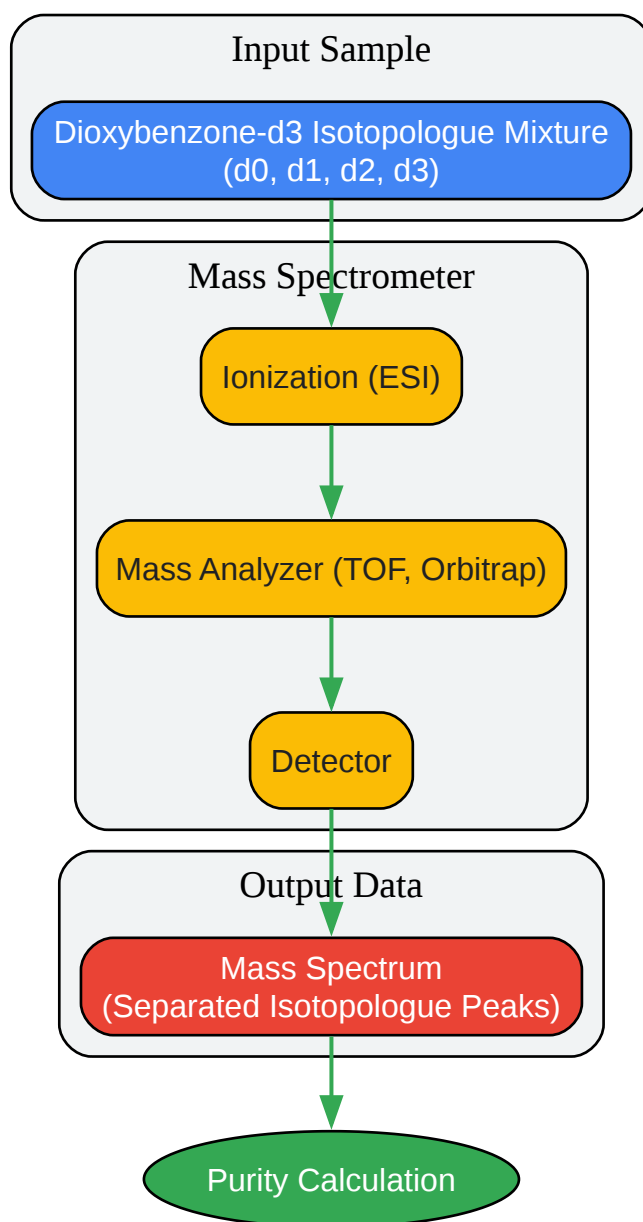 Input Sample
Dioxybenzone-d3 Isotopologue Mixture
(d0, d1, d2, d3)
Mass Spectrometer
Ionization (ESI)
Mass Analyzer (TOF, Orbitrap)
Detector
Output Data
Mass Spectrum
(Separated Isotopologue Peaks)
Purity Calculation